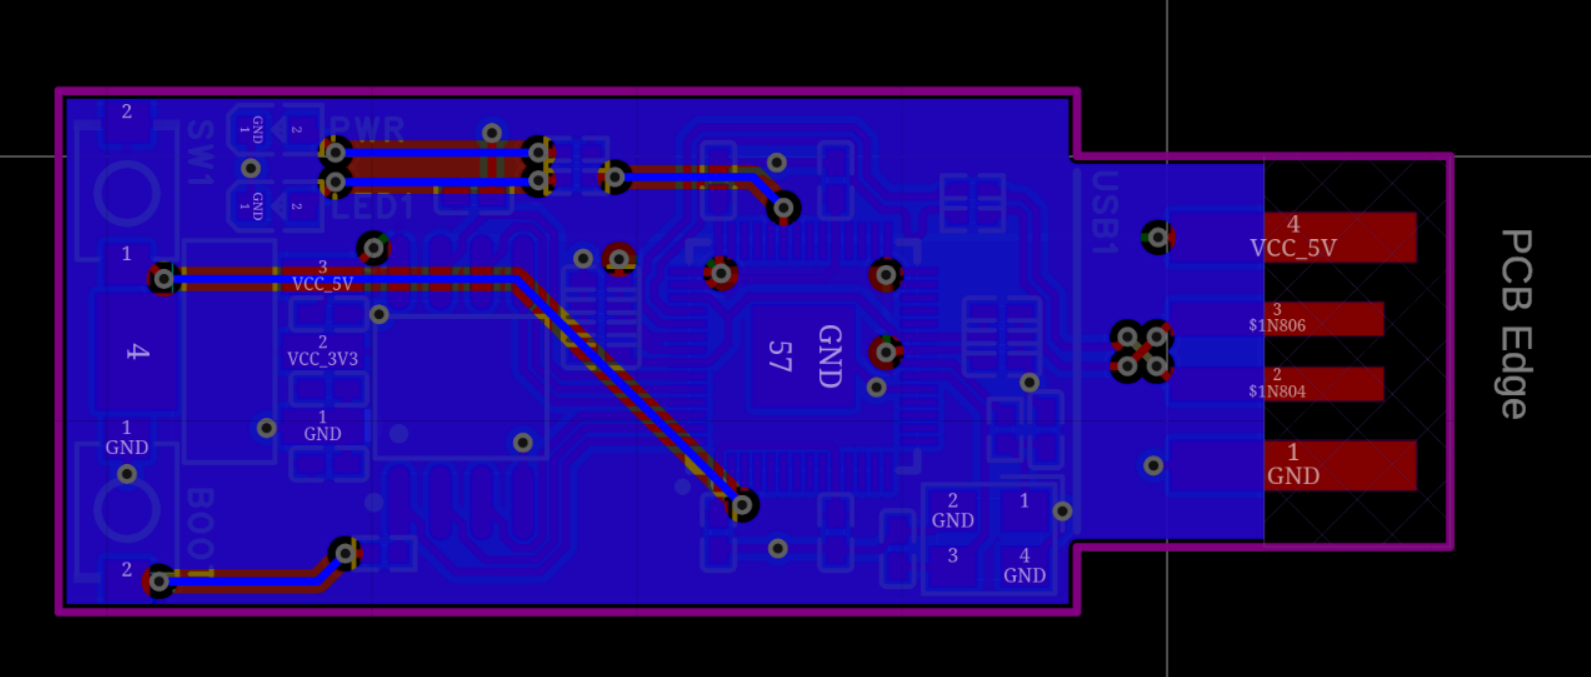 2
SW1
1
GND
2
PWR
1
GND
2
LED1
1
3
VCC_5V
4
2
VCC_3V3
1
GND
1
GND
2
57
GND
2
GND
1
3
4
GND
USB1
4
VCC_5V
3
$1N806
2
$1N804
1
GND
PCB Edge